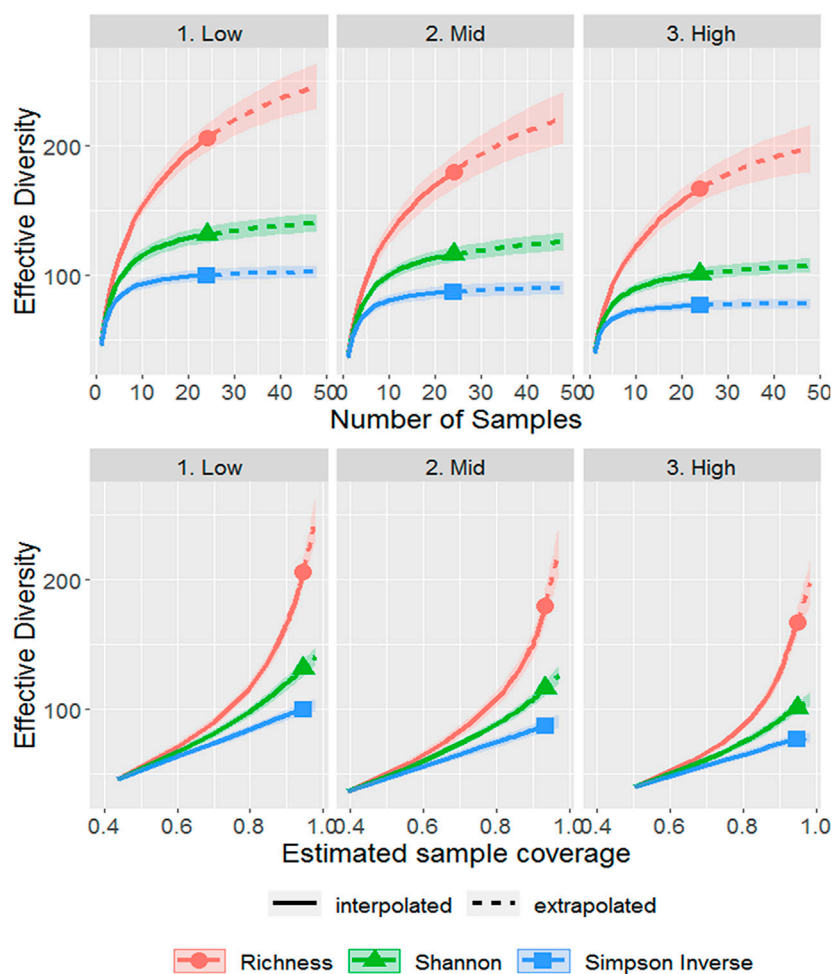 1. Low 2. Mid 3. High
Effective Diversity
200
100
0 10 20 30 40 50 0 10 20 30 40 50 0 10 20 30 40 50
Number of Samples
1. Low 2. Mid 3. High
Effective Diversity
200
100
0.4 0.6 0.8 1.0 0.4 0.6 0.8 1.0 0.4 0.6 0.8 1.0
Estimated sample coverage
interpolated extrapolated
Richness Shannon Simpson Inverse